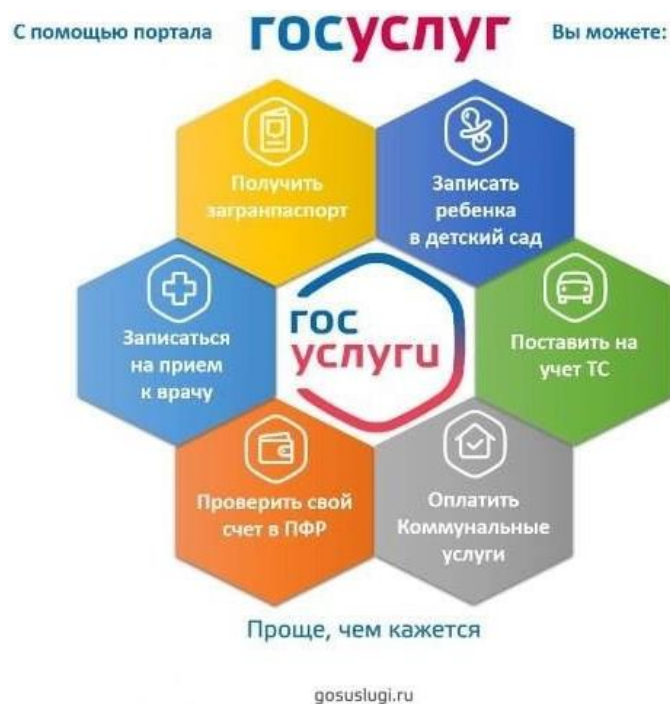 С помощью портала госуслуг Вы можете:
Получить
загранпаспорт
Записать
ребенка
в детский сад
Записаться
на прием
к врачу
гос
услуги
Поставить на
учет ТС
Проверить свой
счет в ПФР
Оплатить
Коммунальные
услуги
Проще, чем кажется
gosuslugi.ru